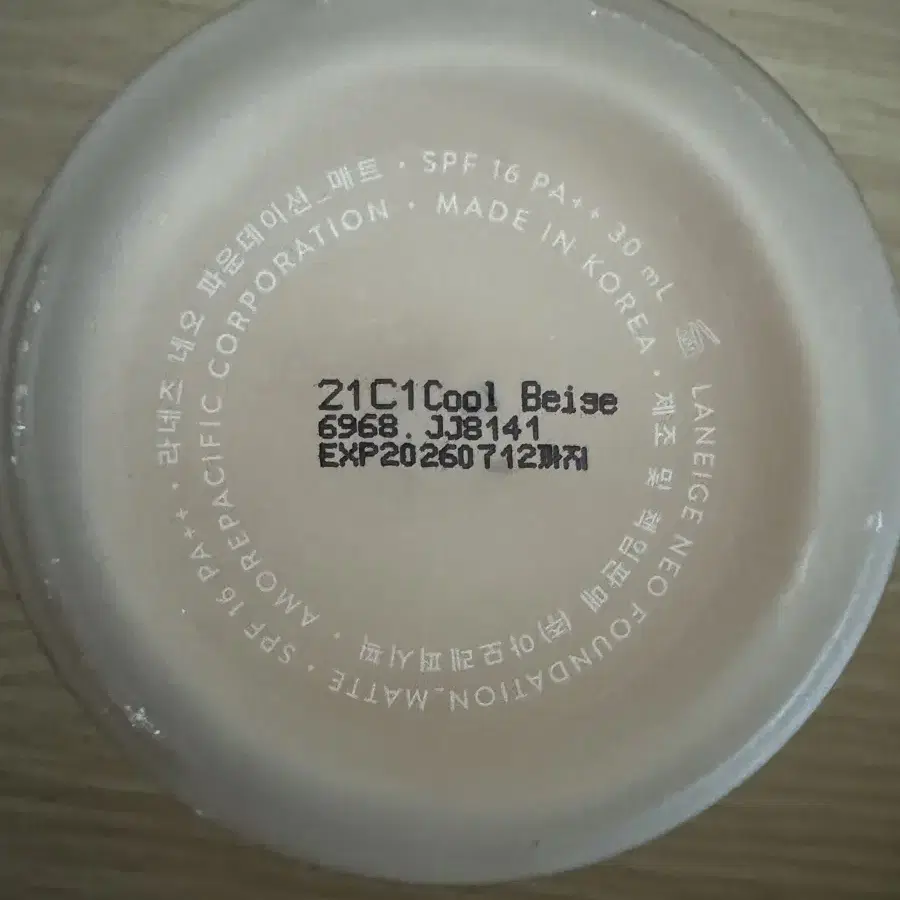 라네즈 네오 파운데이션_매트 · SPF 16 PA++ 30 mL
LANEIGE NEO FOUNDATION_MATTE · SPF 16 PA++ ·
AMOREPACIFIC CORPORATION · MADE IN KOREA ·
제조 및 책임판매 (주)아모레퍼시픽 ·
21C1Cool Beige
6968. JJ8141
EXP20260712까지